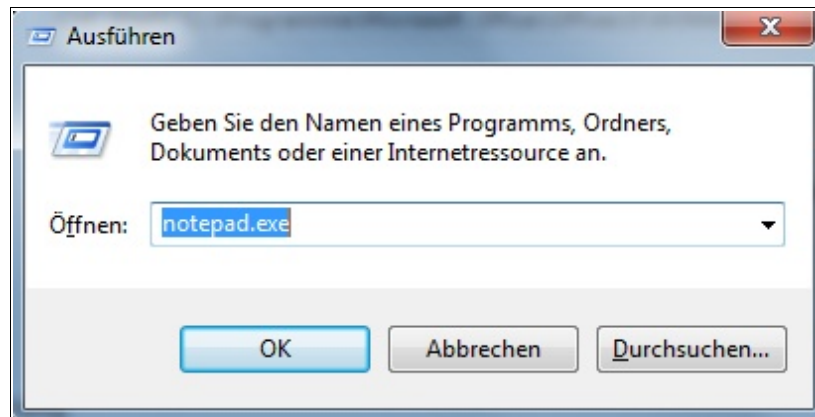 Ausführen
Geben Sie den Namen eines Programms, Ordners,
Dokuments oder einer Internetressource an.
Öffnen: notepad.exe
OK Abbrechen Durchsuchen...